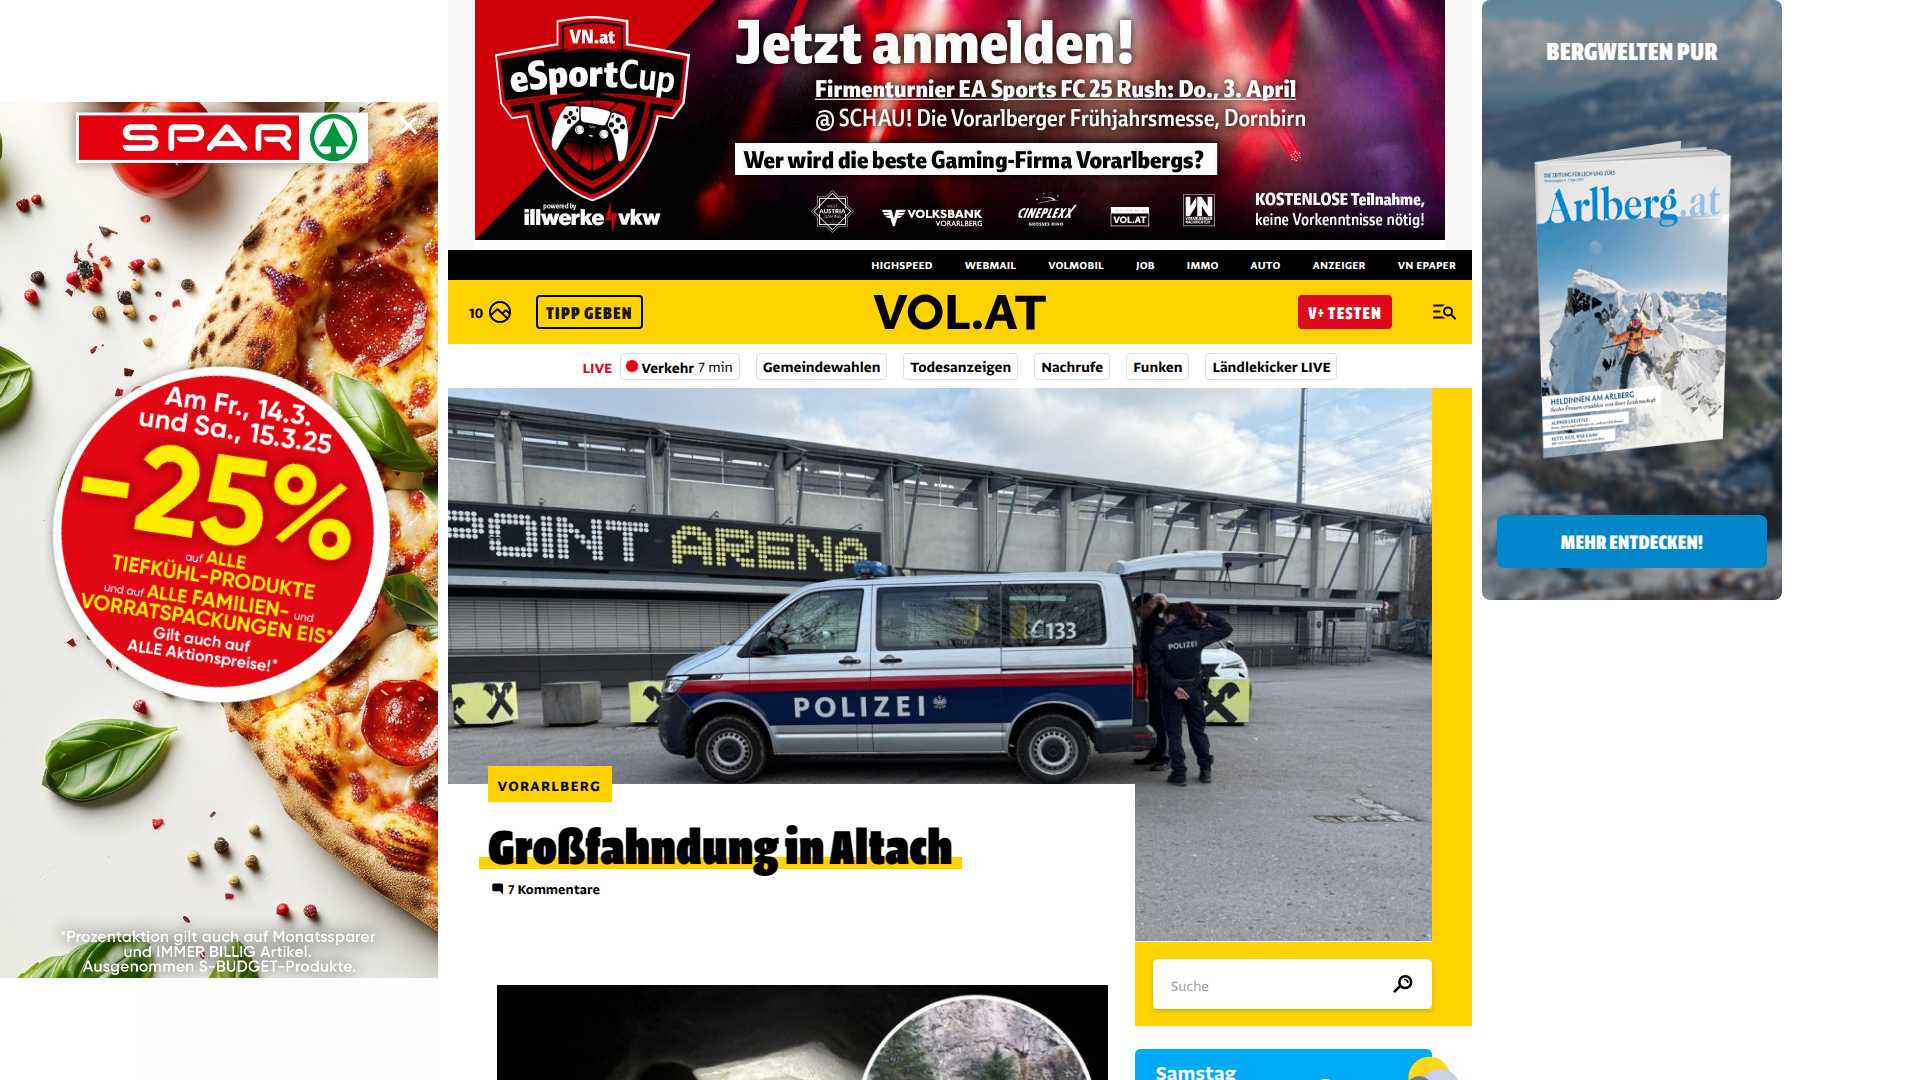 VN.at
eSportCup
powered by
illwerke vkw
Jetzt anmelden!
Firmenturnier EA Sports FC 25 Rush: Do., 3. April
@ SCHAU! Die Vorarlberger Frühjahrsmesse, Dornbirn
Wer wird die beste Gaming-Firma Vorarlbergs?
AUSTRIA
VOLKSBANK
VORARLBERG
CINEPLEXX
VOL.AT
VN
KOSTENLOSE Teilnahme,
keine Vorkenntnisse nötig!
SPAR
Am Fr., 14.3.
und Sa., 15.3.25
-25%
auf ALLE
TIEFKÜHL-PRODUKTE
und auf ALLE FAMILIEN- und
VORRATSPACKUNGEN EIS*
Gilt auch auf
ALLE Aktionspreise!*
*Prozentaktion gilt auch auf Monatssparer
und IMMER BILLIG Artikel.
Ausgenommen S-BUDGET-Produkte.
HIGHSPEED WEBMAIL VOLMOBIL JOB IMMO AUTO ANZEIGER VN EPAPER
10 TIPP GEBEN VOL.AT V+ TESTEN
LIVE Verkehr 7 min Gemeindewahlen Todesanzeigen Nachrufe Funken Ländlekicker LIVE
POINT ARENA
133
POLIZEI
POLIZEI
VORARLBERG
Großfahndung in Altach
7 Kommentare
Suche
Samstag
BERGWELTEN PUR
Arlberg.at
HELDINNEN AM ARLBERG
MEHR ENTDECKEN!